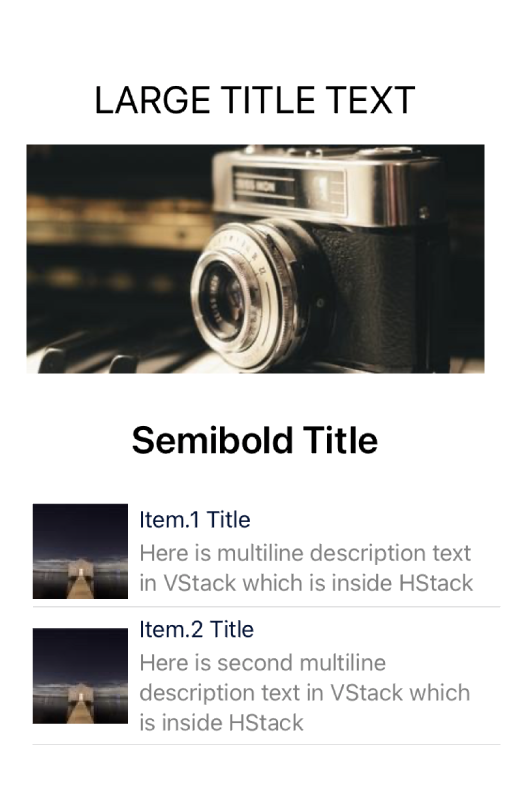 LARGE TITLE TEXT
Semibold Title
Item.1 Title
Here is multiline description text
in VStack which is inside HStack
Item.2 Title
Here is second multiline
description text in VStack which
is inside HStack